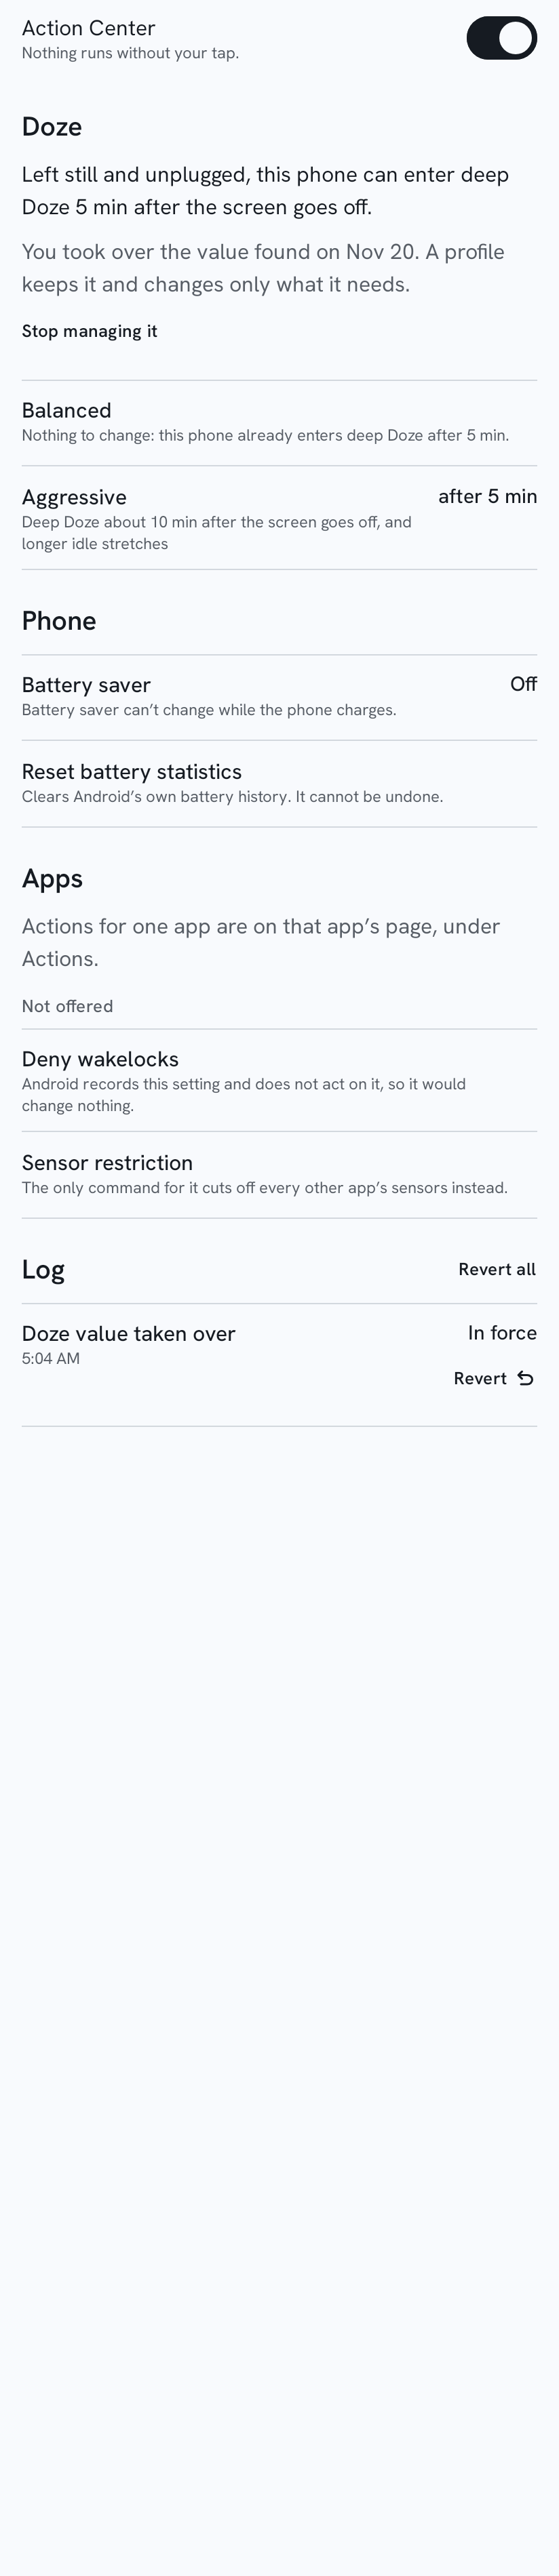 Action Center
Nothing runs without your tap.
Doze
Left still and unplugged, this phone can enter deep
Doze 5 min after the screen goes off.
You took over the value found on Nov 20. A profile
keeps it and changes only what it needs.
Stop managing it
Balanced
Nothing to change: this phone already enters deep Doze after 5 min.
Aggressive
after 5 min
Deep Doze about 10 min after the screen goes off, and
longer idle stretches
Phone
Battery saver
Off
Battery saver can’t change while the phone charges.
Reset battery statistics
Clears Android’s own battery history. It cannot be undone.
Apps
Actions for one app are on that app’s page, under
Actions.
Not offered
Deny wakelocks
Android records this setting and does not act on it, so it would
change nothing.
Sensor restriction
The only command for it cuts off every other app’s sensors instead.
Log
Revert all
Doze value taken over
In force
5:04 AM
Revert